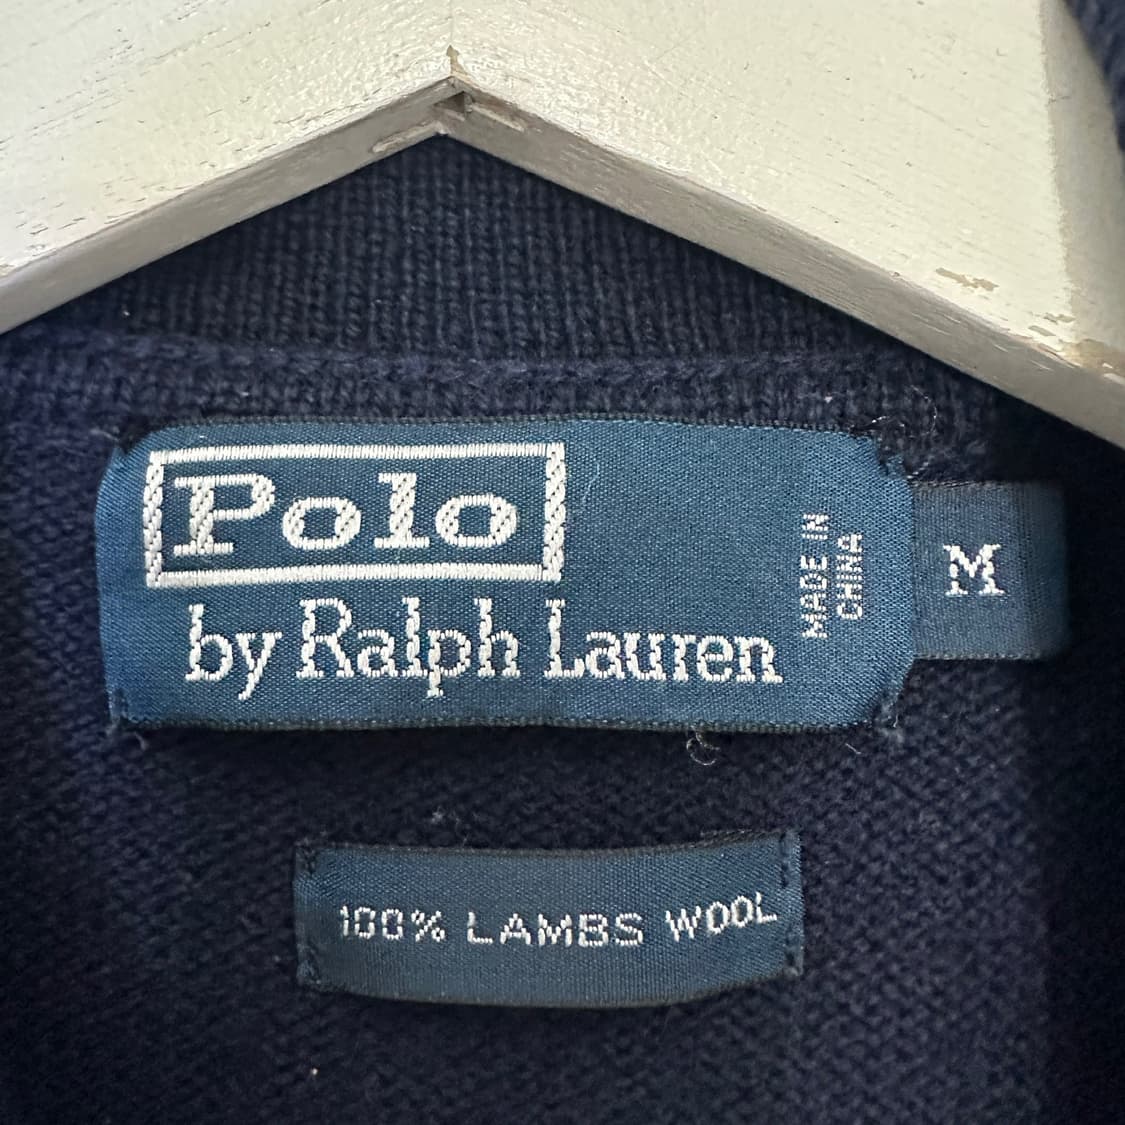 Polo
by Ralph Lauren
MADE IN
CHINA
M
100% LAMBS WOOL